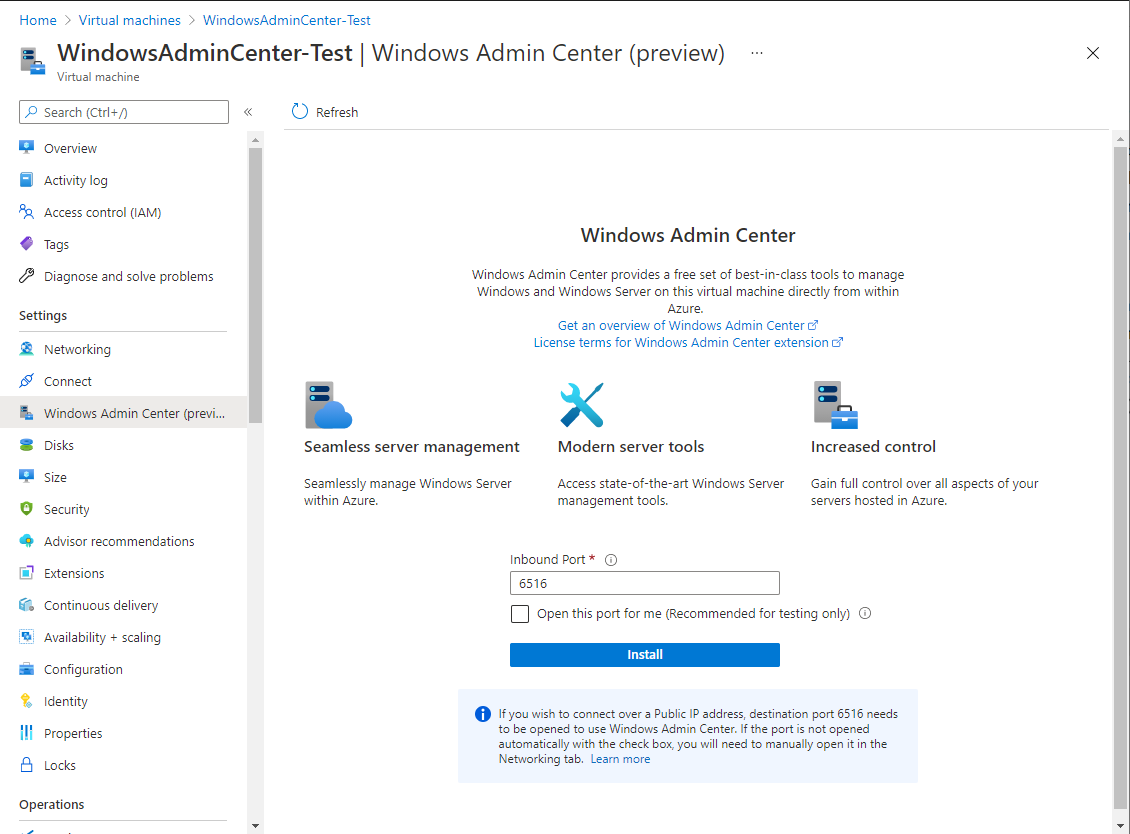 Home > Virtual machines > WindowsAdminCenter-Test
WindowsAdminCenter-Test | Windows Admin Center (preview) ...
Virtual machine
Search (Ctrl+/)
«
Refresh
Overview
Activity log
Access control (IAM)
Tags
Diagnose and solve problems
Settings
Networking
Connect
Windows Admin Center (previ...
Disks
Size
Security
Advisor recommendations
Extensions
Continuous delivery
Availability + scaling
Configuration
Identity
Properties
Locks
Operations
Windows Admin Center
Windows Admin Center provides a free set of best-in-class tools to manage
Windows and Windows Server on this virtual machine directly from within
Azure.
Get an overview of Windows Admin Center
License terms for Windows Admin Center extension
Seamless server management
Seamlessly manage Windows Server
within Azure.
Modern server tools
Access state-of-the-art Windows Server
management tools.
Increased control
Gain full control over all aspects of your
servers hosted in Azure.
Inbound Port *
6516
Open this port for me (Recommended for testing only)
Install
If you wish to connect over a Public IP address, destination port 6516 needs
to be opened to use Windows Admin Center. If the port is not opened
automatically with the check box, you will need to manually open it in the
Networking tab. Learn more